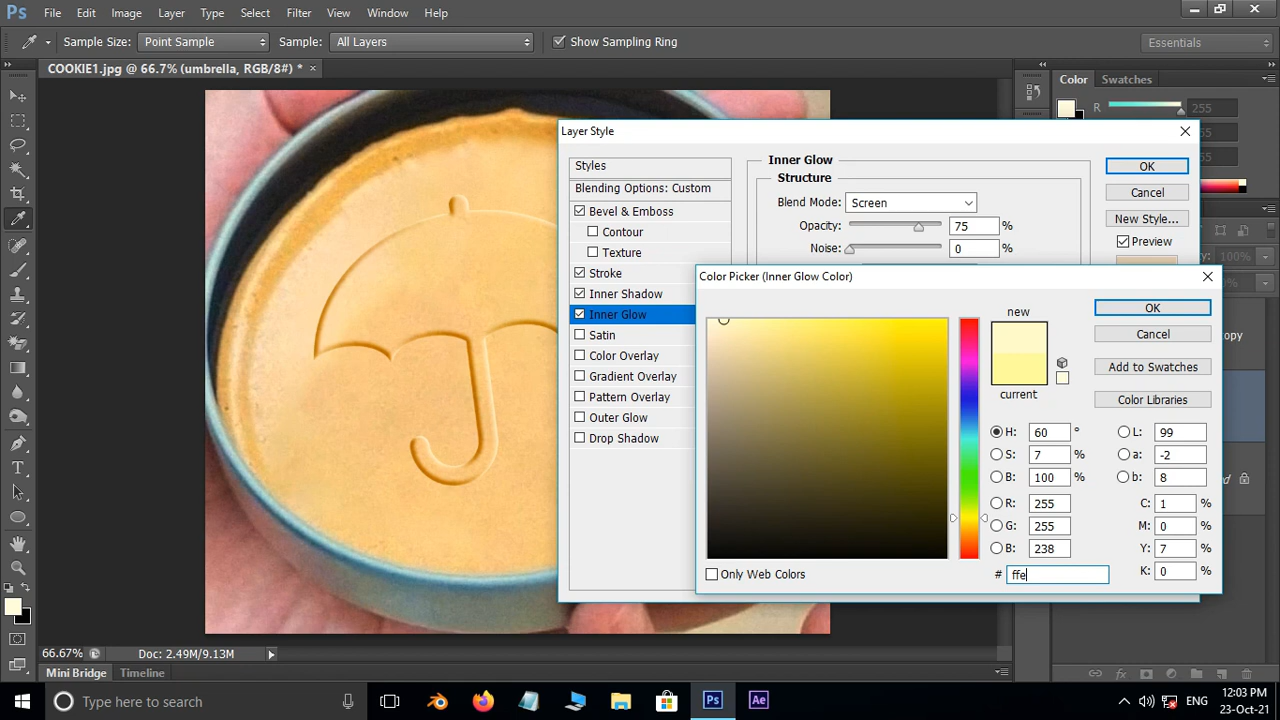 Ps File Edit Image Layer Type Select Filter View Window Help
Sample Size: Point Sample Sample: All Layers Show Sampling Ring Essentials
COOKIE1.jpg @ 66.7% (umbrella, RGB/8#) * ×
Color Swatches
R 255
Layer Style
Styles
Blending Options: Custom
Bevel & Emboss
Contour
Texture
Stroke
Inner Shadow
Inner Glow
Satin
Color Overlay
Gradient Overlay
Pattern Overlay
Outer Glow
Drop Shadow
Inner Glow
Structure
Blend Mode: Screen
Opacity: 75 %
Noise: 0 %
OK
Cancel
New Style...
Preview
100%
opy
Color Picker (Inner Glow Color)
new
current
OK
Cancel
Add to Swatches
Color Libraries
H: 60 ° L: 99
S: 7 % a: -2
B: 100 % b: 8
R: 255 C: 1 %
G: 255 M: 0 %
B: 238 Y: 7 %
# ffe K: 0 %
Only Web Colors
66.67% Doc: 2.49M/9.13M
Mini Bridge Timeline
Type here to search
Ps Ae
ENG
12:03 PM
23-Oct-21